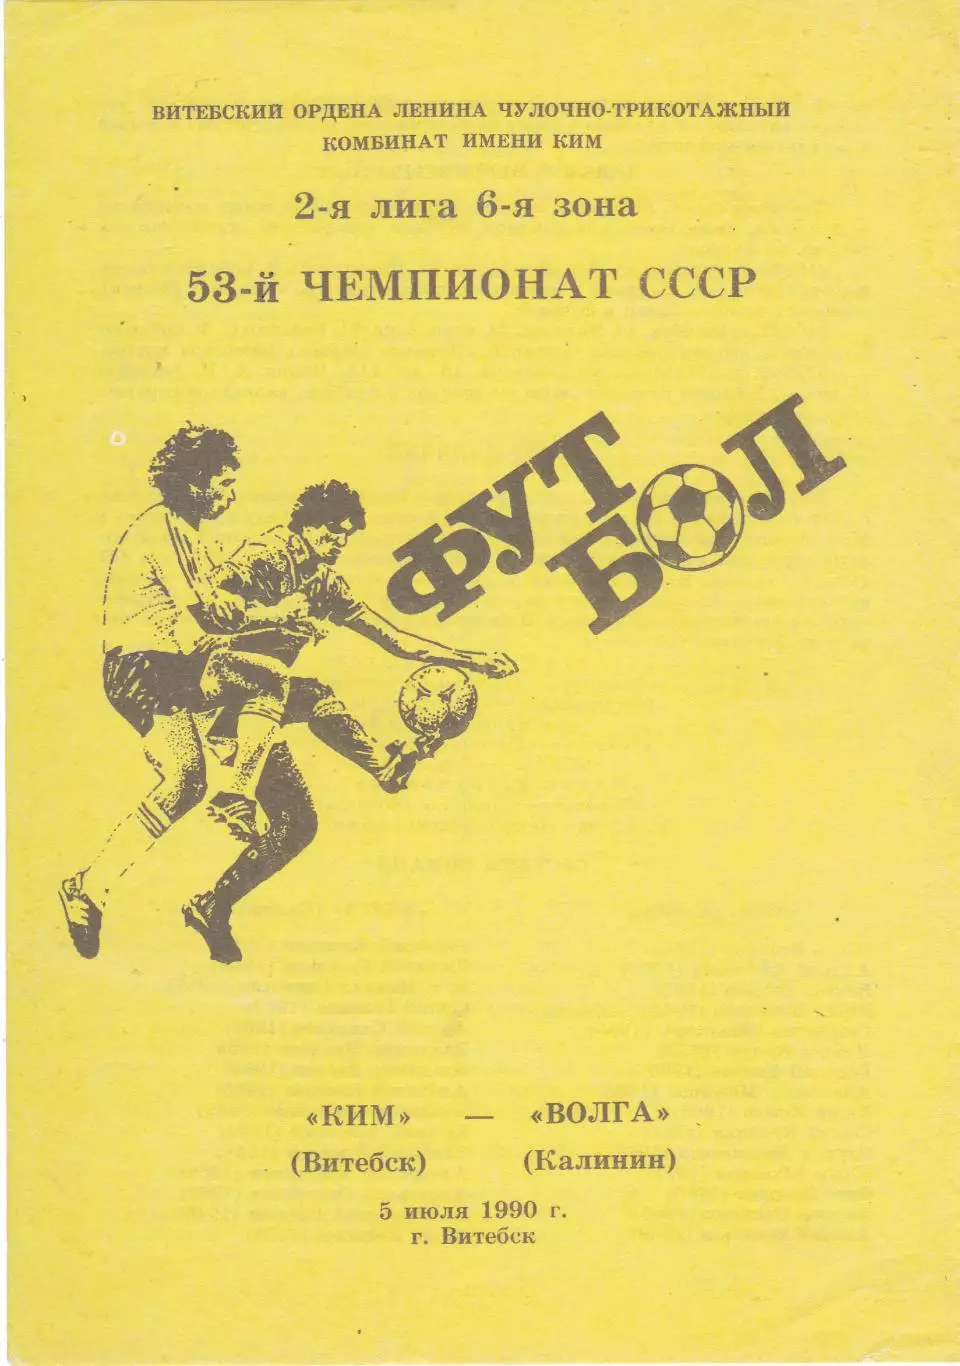 ВИТЕБСКИЙ ОРДЕНА ЛЕНИНА ЧУЛОЧНО-ТРИКОТАЖНЫЙ
КОМБИНАТ ИМЕНИ КИМ
2-я лига 6-я зона
53-й ЧЕМПИОНАТ СССР
ФУТ
БОЛ
«КИМ» — «ВОЛГА»
(Витебск) (Калинин)
5 июля 1990 г.
г. Витебск